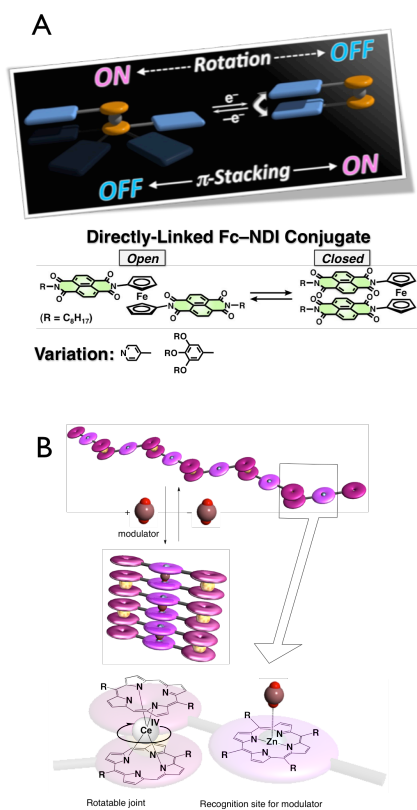 A
ON Rotation OFF
e⁻
–e⁻
OFF π-Stacking ON
Directly-Linked Fc–NDI Conjugate
Open Closed
O O O O
R–N N Fe N N–R
O O O O
(R = C₈H₁₇)
R–N N
O O O O
Fe
R–N N
O O O O
Variation: N RO RO RO
B
+ –
modulator
R N N R
N N
Ce IV
R N N R
N N
R R
N N
Zn
N N
R R
Rotatable joint Recognition site for modulator